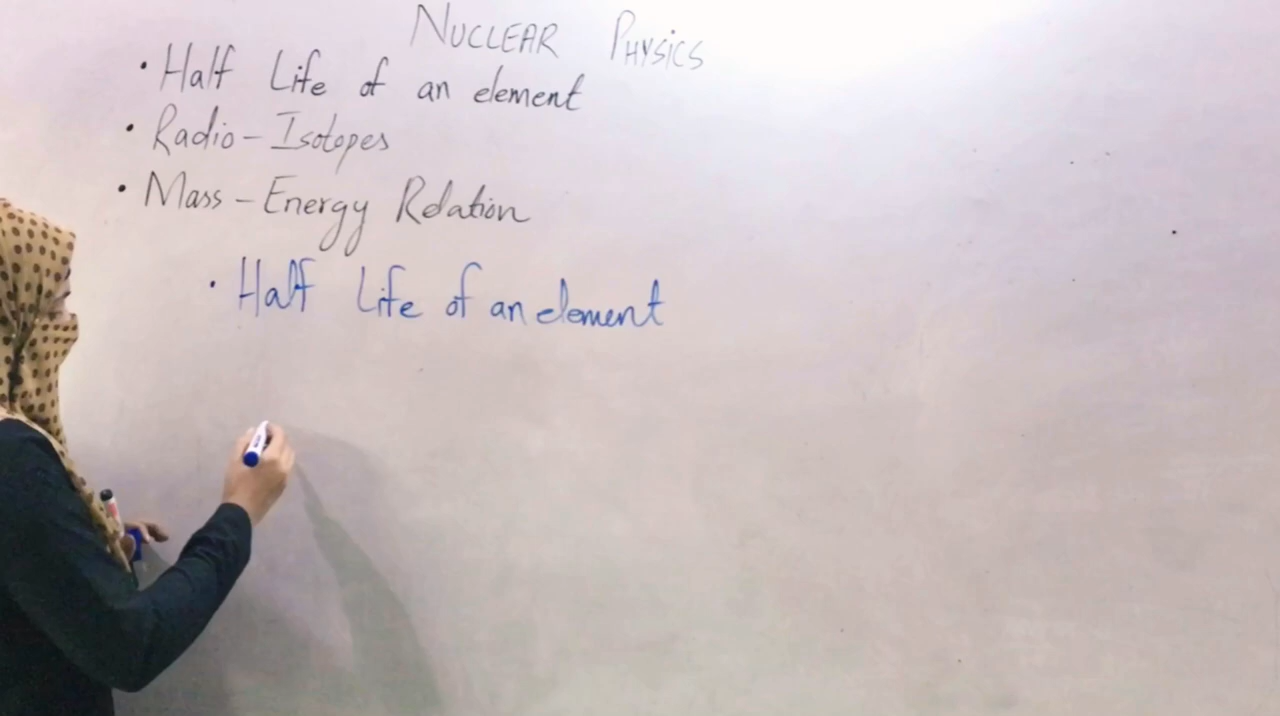 NUCLEAR PHYSICS
• Half Life of an element
• Radio - Isotopes
• Mass - Energy Relation
• Half Life of an element